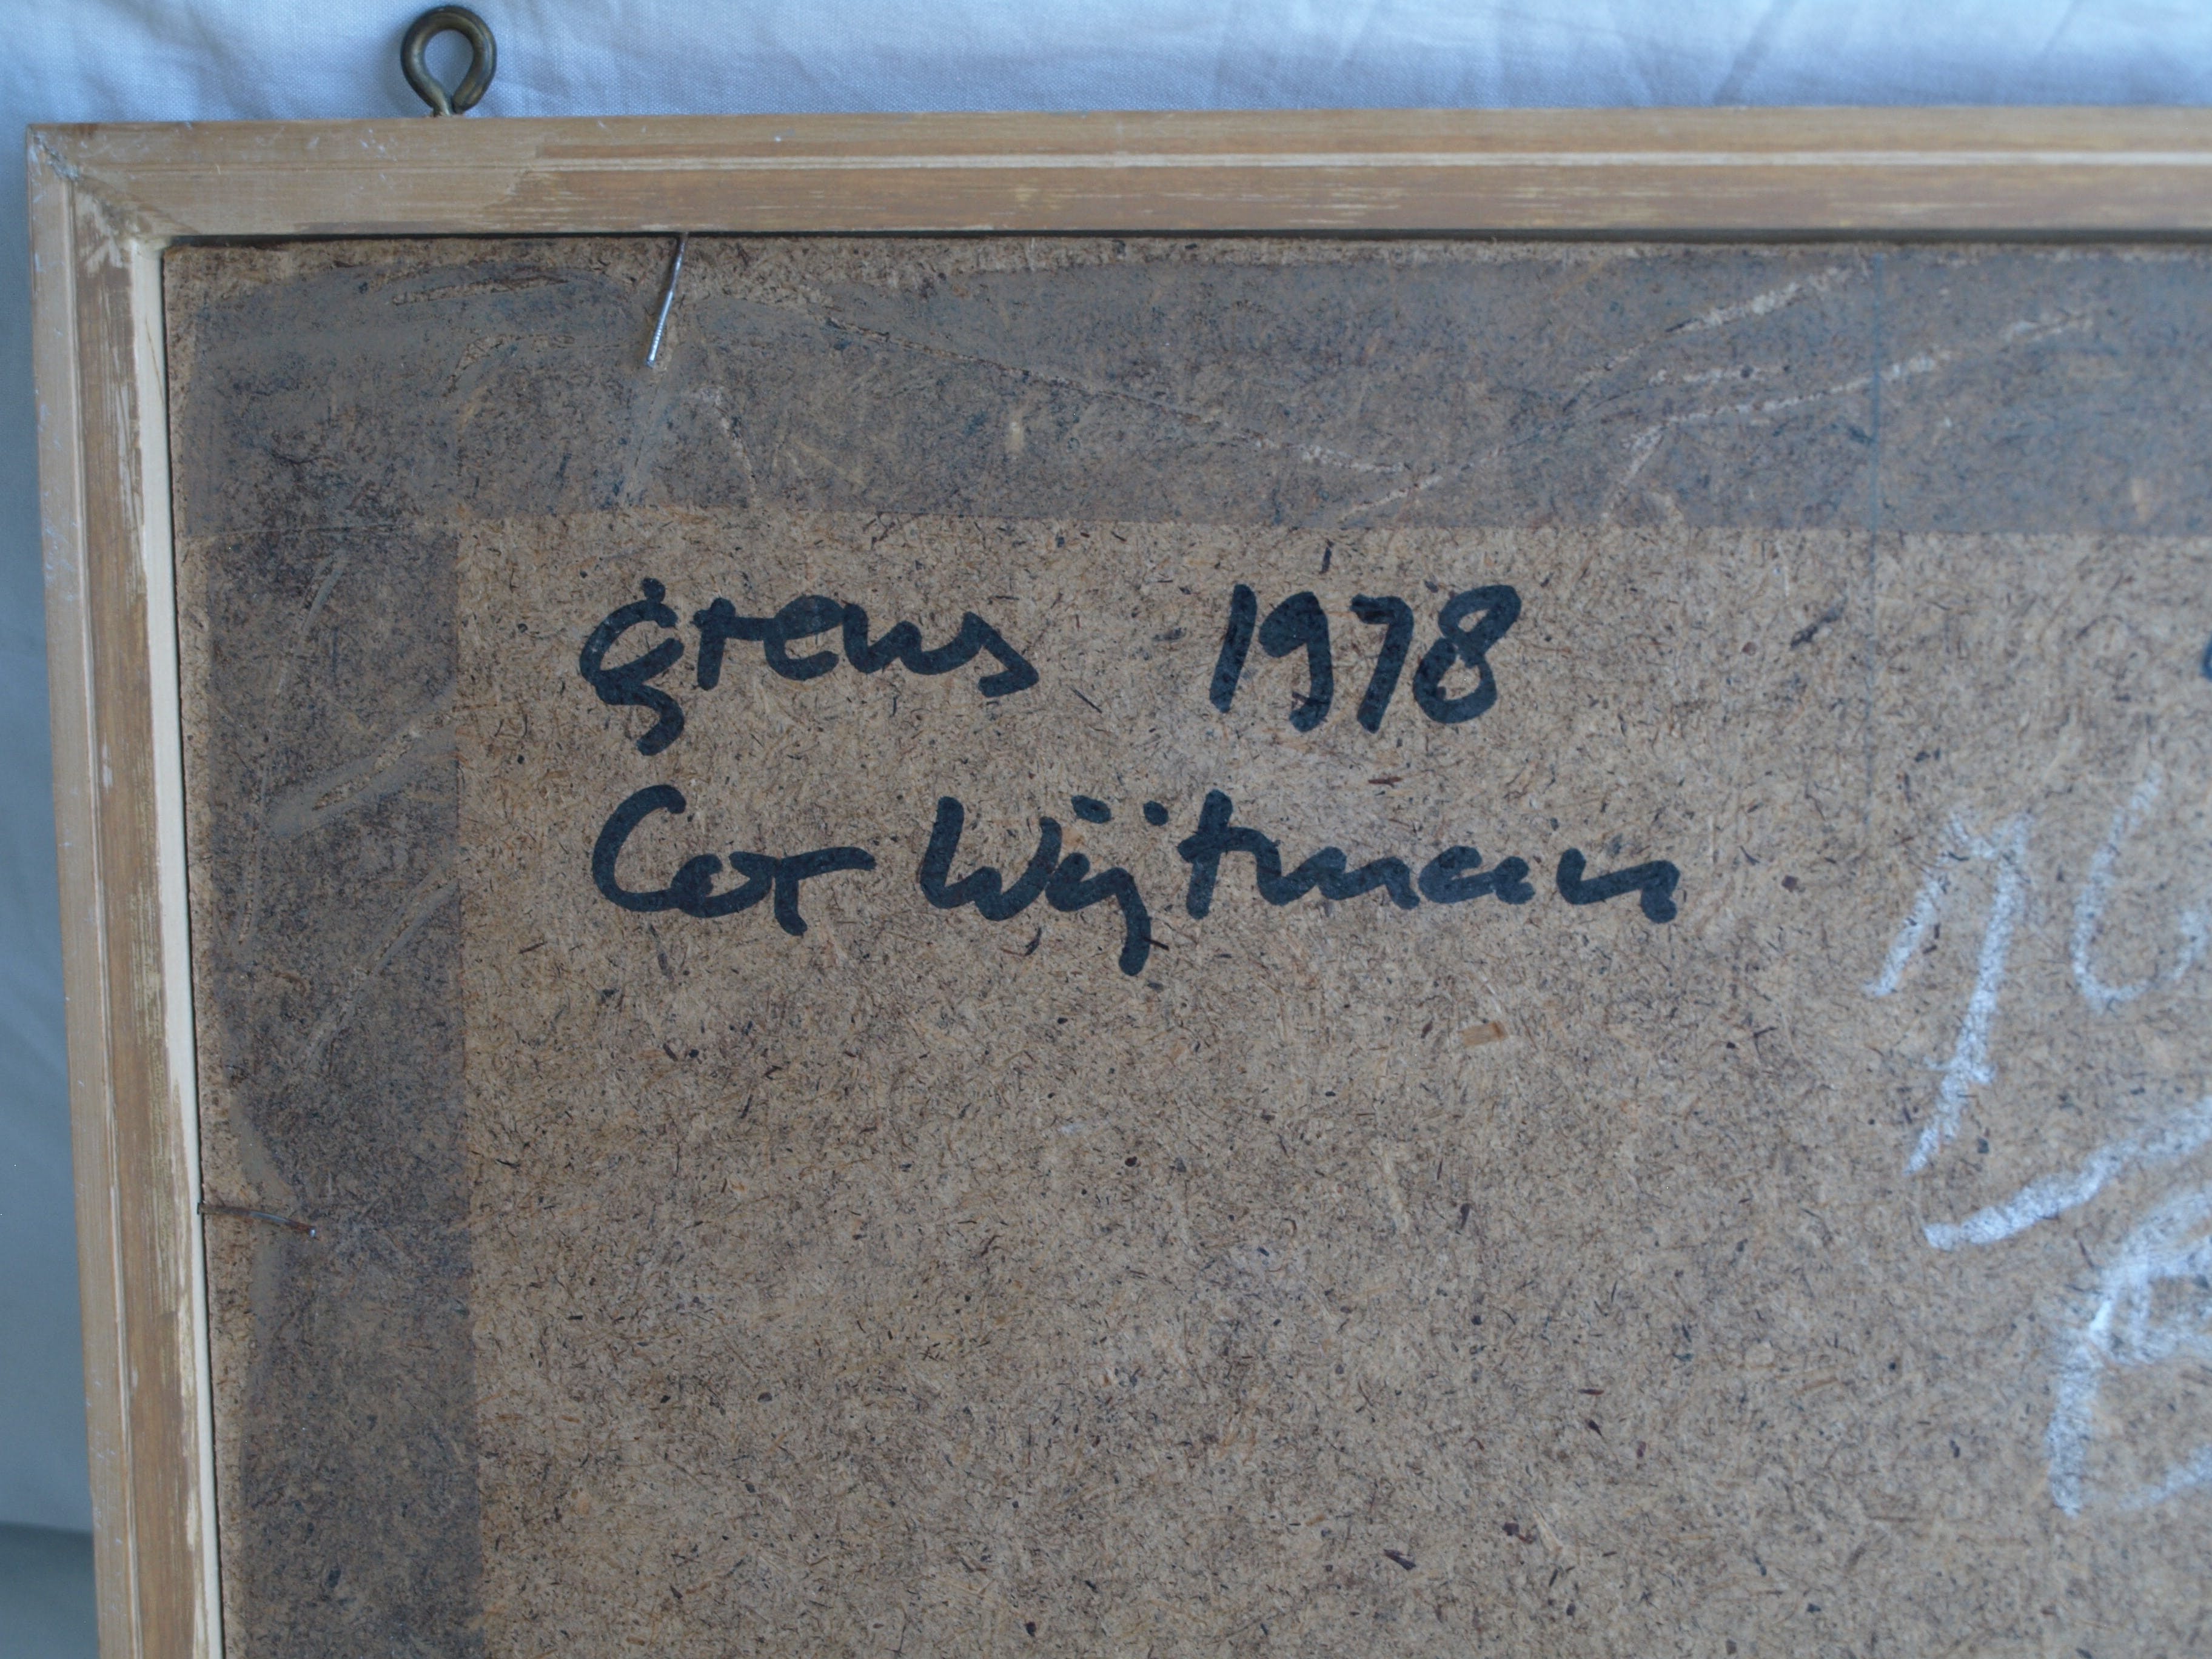 grens 1978
Cor Wijtman